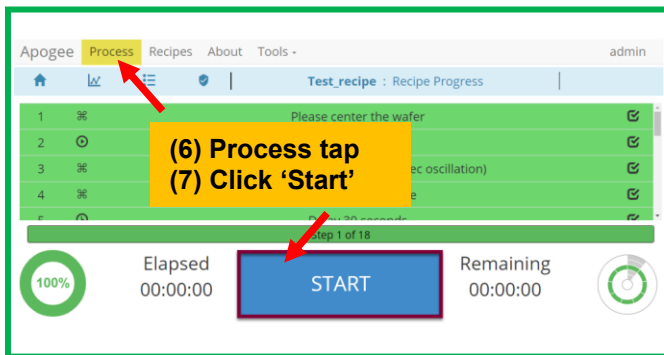 Apogee Process Recipes About Tools admin
Test_recipe : Recipe Progress
1 Please center the wafer
2
3 ec oscillation)
4 e
5 Delay 30 seconds
(6) Process tap
(7) Click ‘Start’
Step 1 of 18
100%
Elapsed
00:00:00
START
Remaining
00:00:00